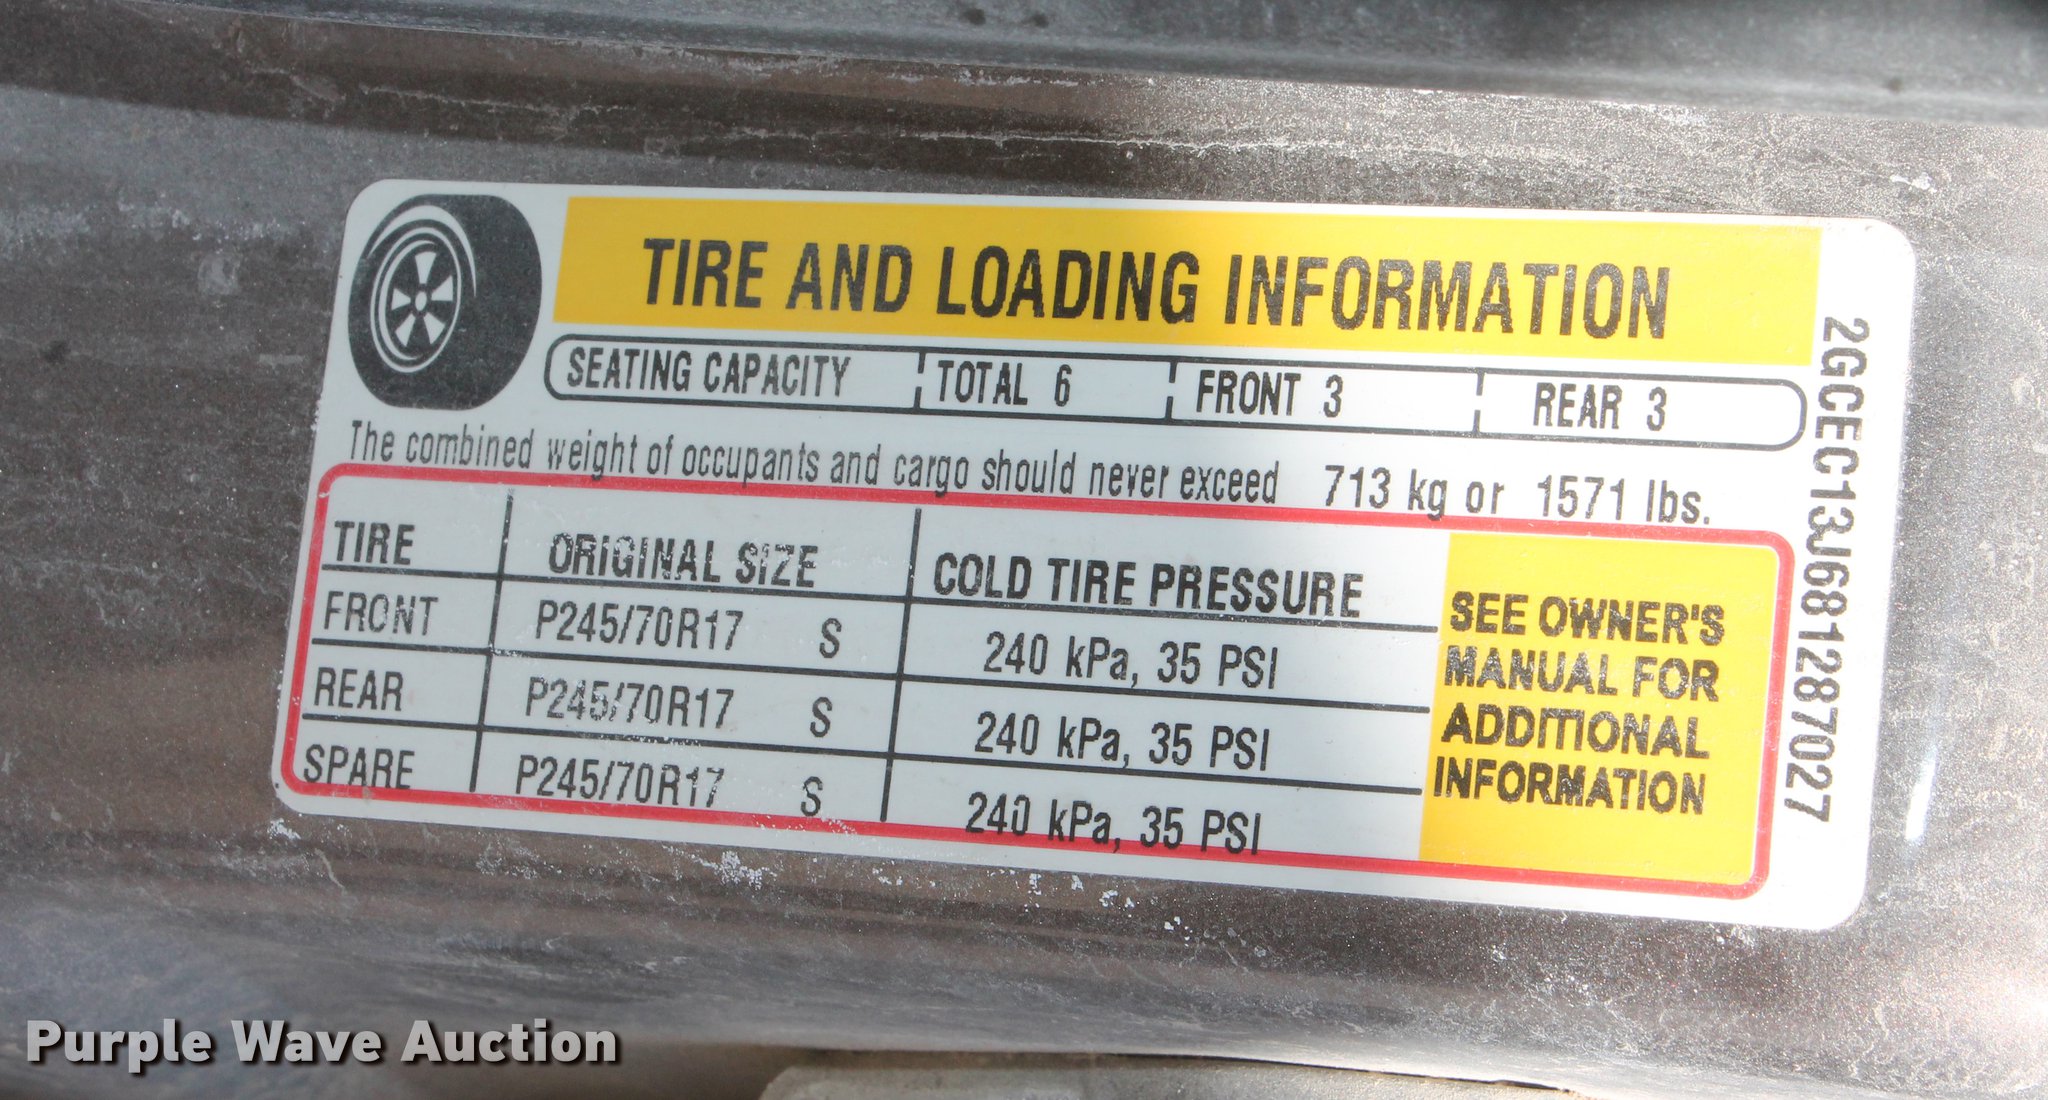 TIRE AND LOADING INFORMATION
SEATING CAPACITY TOTAL 6 FRONT 3 REAR 3
The combined weight of occupants and cargo should never exceed 713 kg or 1571 lbs.
TIRE ORIGINAL SIZE COLD TIRE PRESSURE
FRONT P245/70R17 S 240 kPa, 35 PSI
REAR P245/70R17 S 240 kPa, 35 PSI
SPARE P245/70R17 S 240 kPa, 35 PSI
SEE OWNER'S
MANUAL FOR
ADDITIONAL
INFORMATION
2GCEC13J681287027
Purple Wave Auction